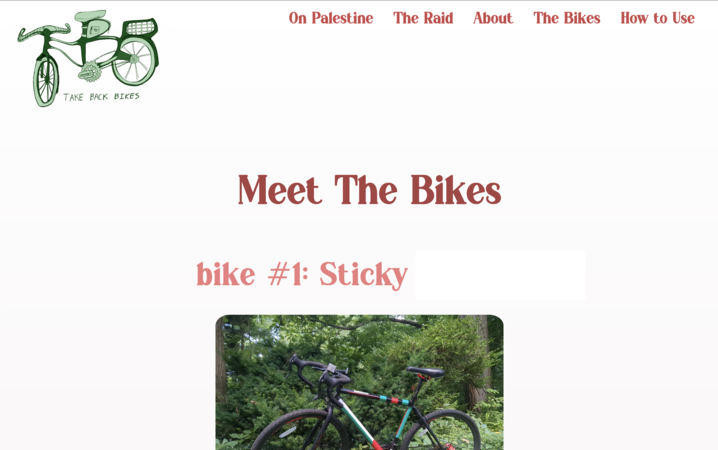 On Palestine The Raid About The Bikes How to Use
TAKE BACK BIKES
Meet The Bikes
bike #1: Sticky